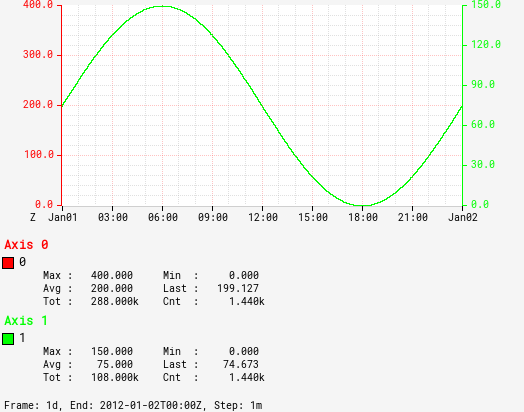 400.0 150.0
120.0
300.0
90.0
200.0
60.0
100.0
30.0
0.0 0.0
Z Jan01 03:00 06:00 09:00 12:00 15:00 18:00 21:00 Jan02
Axis 0
0
Max : 400.000 Min : 0.000
Avg : 200.000 Last : 199.127
Tot : 288.000k Cnt : 1.440k
Axis 1
1
Max : 150.000 Min : 0.000
Avg : 75.000 Last : 74.673
Tot : 108.000k Cnt : 1.440k
Frame: 1d, End: 2012-01-02T00:00Z, Step: 1m